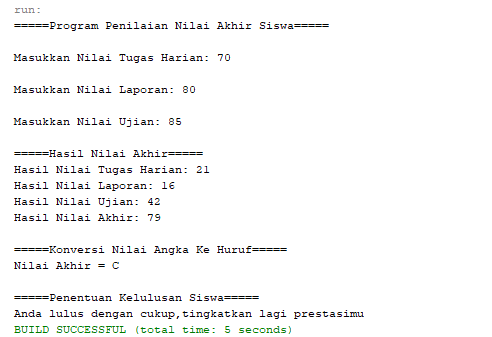 run:
=====Program Penilaian Nilai Akhir Siswa=====
Masukkan Nilai Tugas Harian: 70
Masukkan Nilai Laporan: 80
Masukkan Nilai Ujian: 85
=====Hasil Nilai Akhir=====
Hasil Nilai Tugas Harian: 21
Hasil Nilai Laporan: 16
Hasil Nilai Ujian: 42
Hasil Nilai Akhir: 79
=====Konversi Nilai Angka Ke Huruf=====
Nilai Akhir = C
=====Penentuan Kelulusan Siswa=====
Anda lulus dengan cukup,tingkatkan lagi prestasimu
BUILD SUCCESSFUL (total time: 5 seconds)